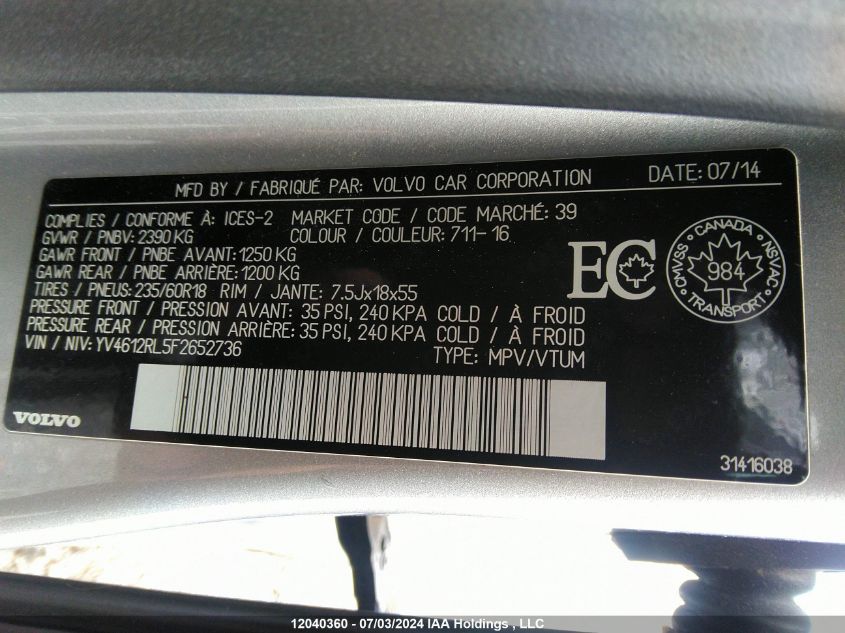 MFD BY / FABRIQUÉ PAR: VOLVO CAR CORPORATION DATE: 07/14
COMPLIES / CONFORME À: ICES-2 MARKET CODE / CODE MARCHÉ: 39
GVWR / PNBV: 2390 KG COLOUR / COULEUR: 711-16
GAWR FRONT / PNBE AVANT: 1250 KG
GAWR REAR / PNBE ARRIÈRE: 1200 KG
TIRES / PNEUS: 235/60R18 RIM / JANTE: 7.5Jx18x55
PRESSURE FRONT / PRESSION AVANT: 35 PSI, 240 KPA COLD / À FROID
PRESSURE REAR / PRESSION ARRIÈRE: 35 PSI, 240 KPA COLD / À FROID
VIN / NIV: YV4612RL5F2652736 TYPE: MPV/VTUM
EC
CANADA
CMVSS 984 NSVAC
TRANSPORT
VOLVO
31416038
12040360 - 07/03/2024 IAA Holdings , LLC